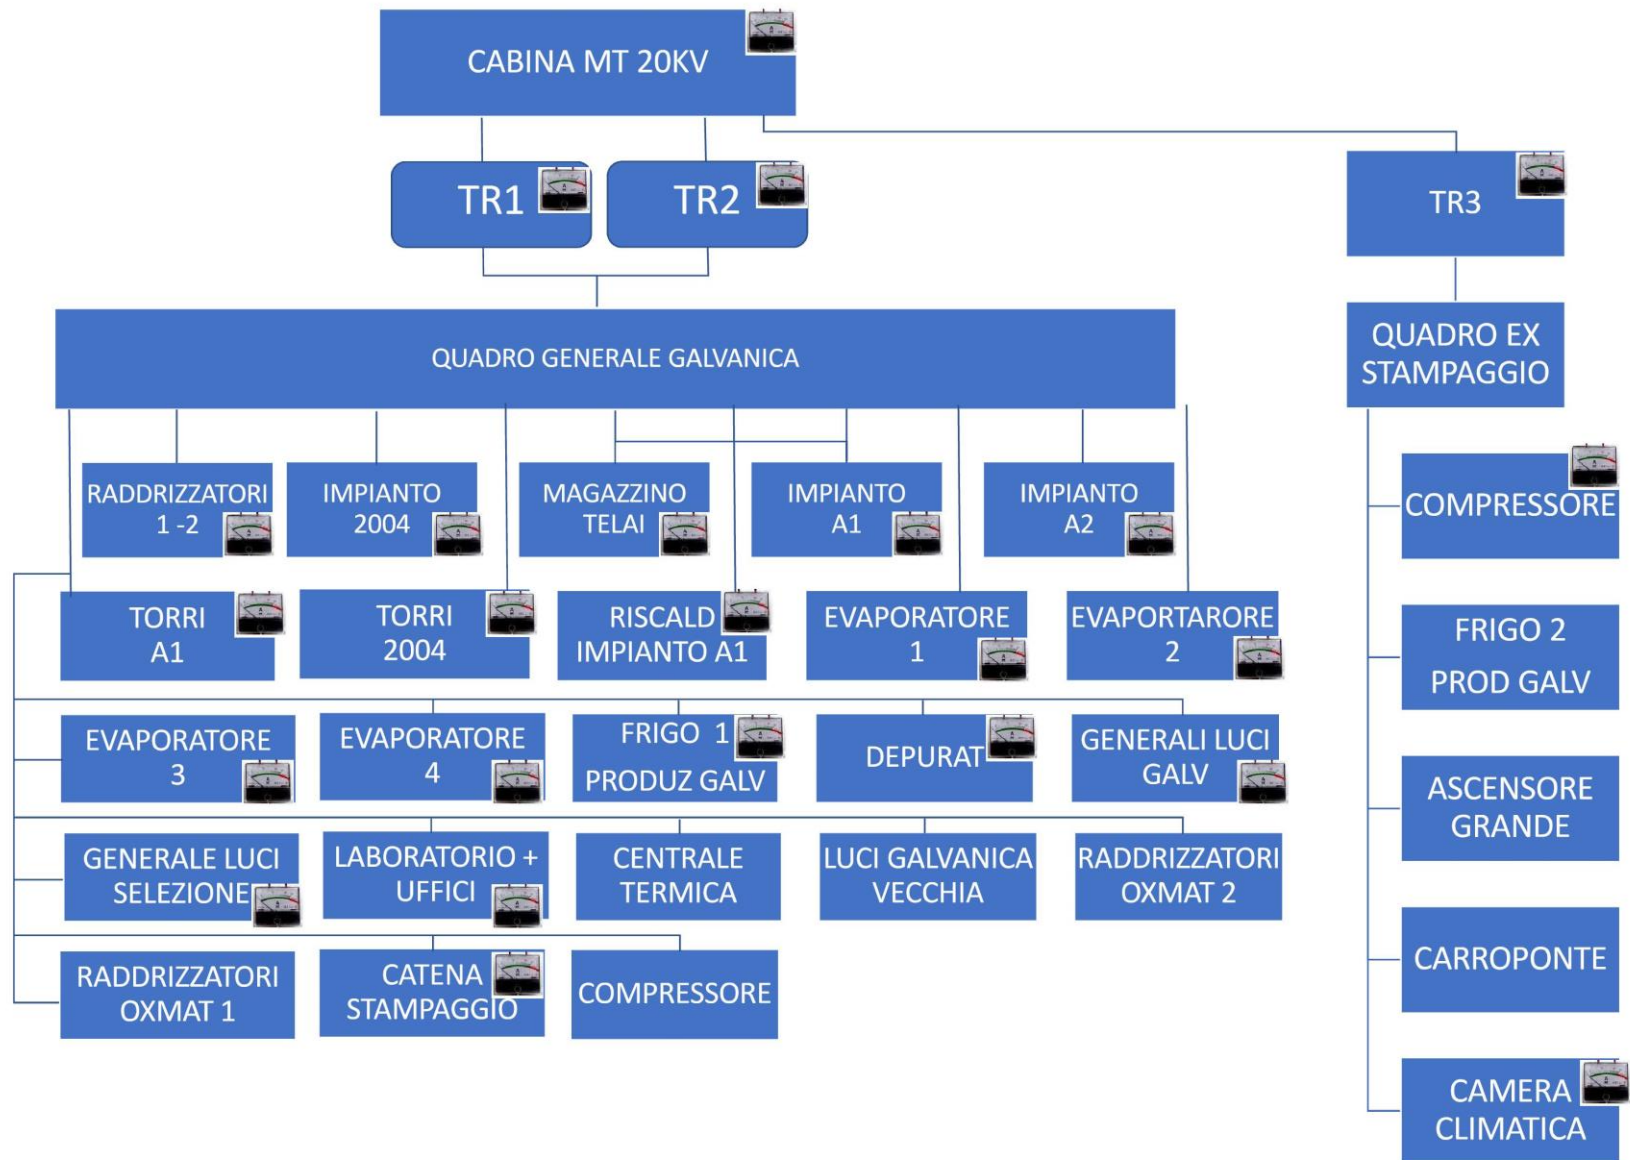 CABINA MT 20KV
TR1
TR2
TR3
QUADRO GENERALE GALVANICA
QUADRO EX
STAMPAGGIO
RADDRIZZATORI
1 -2
IMPIANTO
2004
MAGAZZINO
TELAI
IMPIANTO
A1
IMPIANTO
A2
TORRI
A1
TORRI
2004
RISCALD
IMPIANTO A1
EVAPORATORE
1
EVAPORTARORE
2
EVAPORATORE
3
EVAPORATORE
4
FRIGO 1
PRODUZ GALV
DEPURAT
GENERALI LUCI
GALV
GENERALE LUCI
SELEZIONE
LABORATORIO +
UFFICI
CENTRALE
TERMICA
LUCI GALVANICA
VECCHIA
RADDRIZZATORI
OXMAT 2
RADDRIZZATORI
OXMAT 1
CATENA
STAMPAGGIO
COMPRESSORE
COMPRESSORE
FRIGO 2
PROD GALV
ASCENSORE
GRANDE
CARROPONTE
CAMERA
CLIMATICA